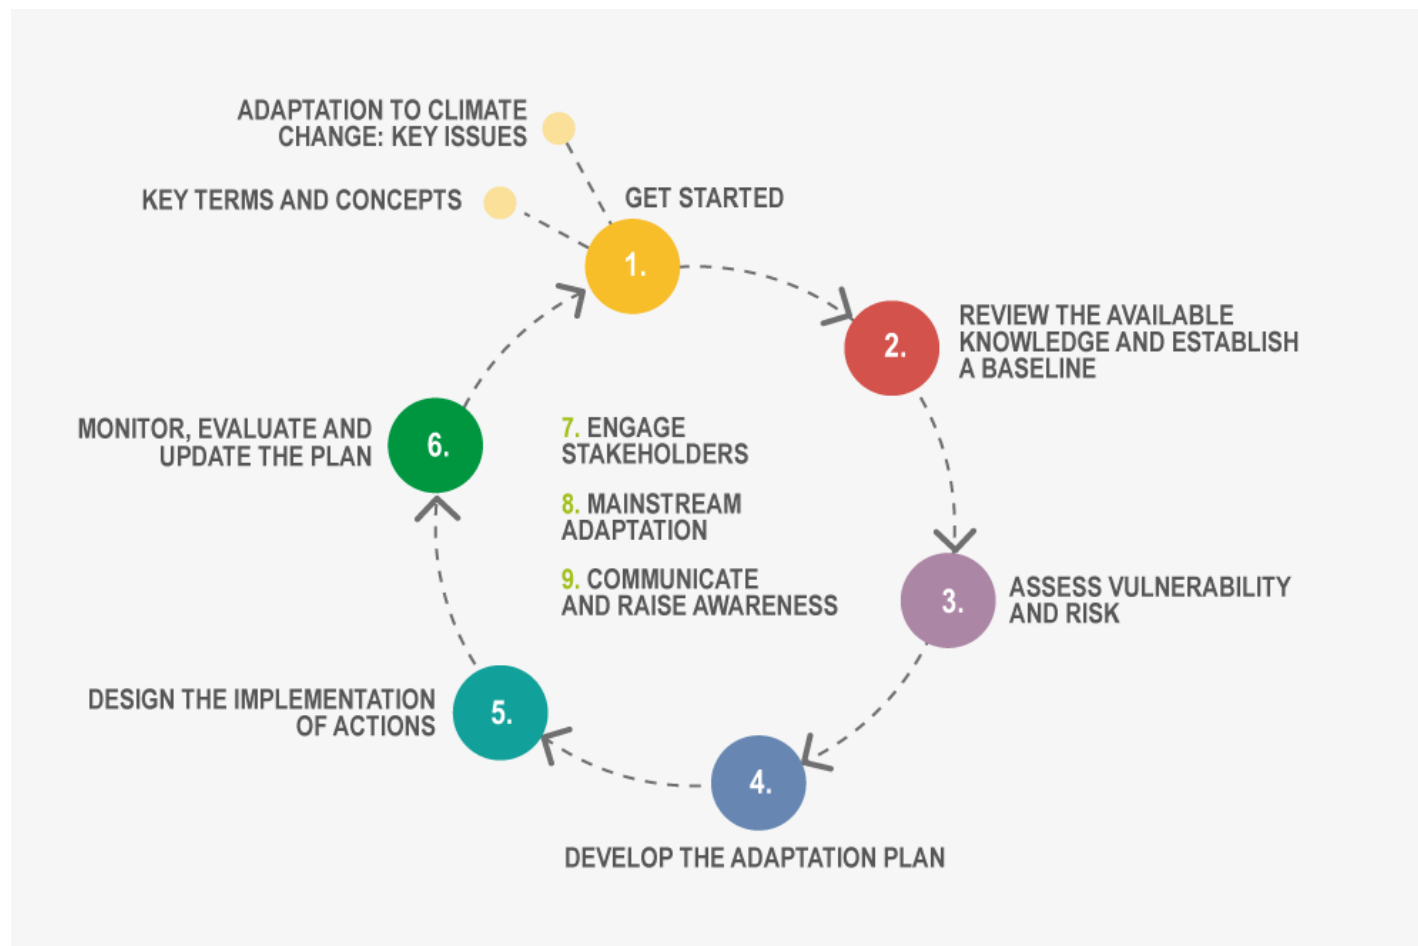 ADAPTATION TO CLIMATE
CHANGE: KEY ISSUES
KEY TERMS AND CONCEPTS
GET STARTED
1.
2.
REVIEW THE AVAILABLE
KNOWLEDGE AND ESTABLISH
A BASELINE
3.
ASSESS VULNERABILITY
AND RISK
4.
DEVELOP THE ADAPTATION PLAN
5.
DESIGN THE IMPLEMENTATION
OF ACTIONS
6.
MONITOR, EVALUATE AND
UPDATE THE PLAN
7. ENGAGE
STAKEHOLDERS
8. MAINSTREAM
ADAPTATION
9. COMMUNICATE
AND RAISE AWARENESS